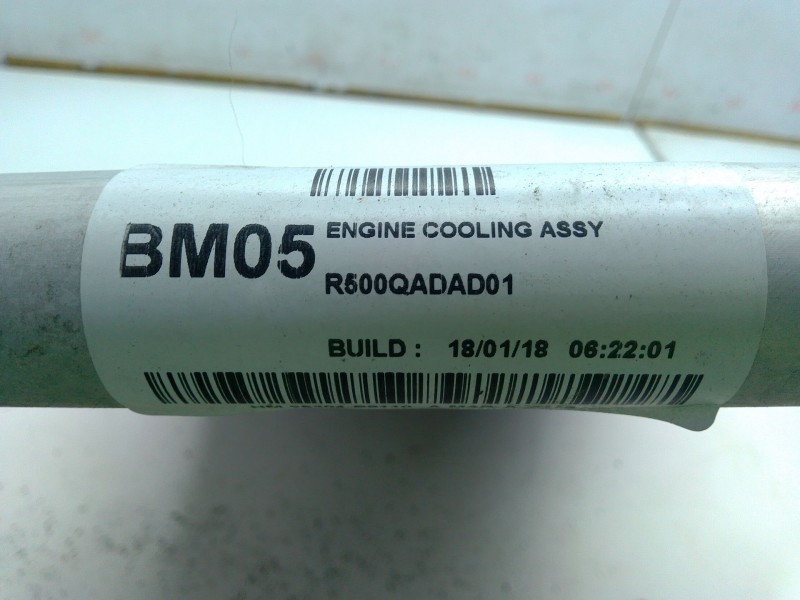 BM05
ENGINE COOLING ASSY
R500QADAD01
BUILD : 18/01/18 06:22:01